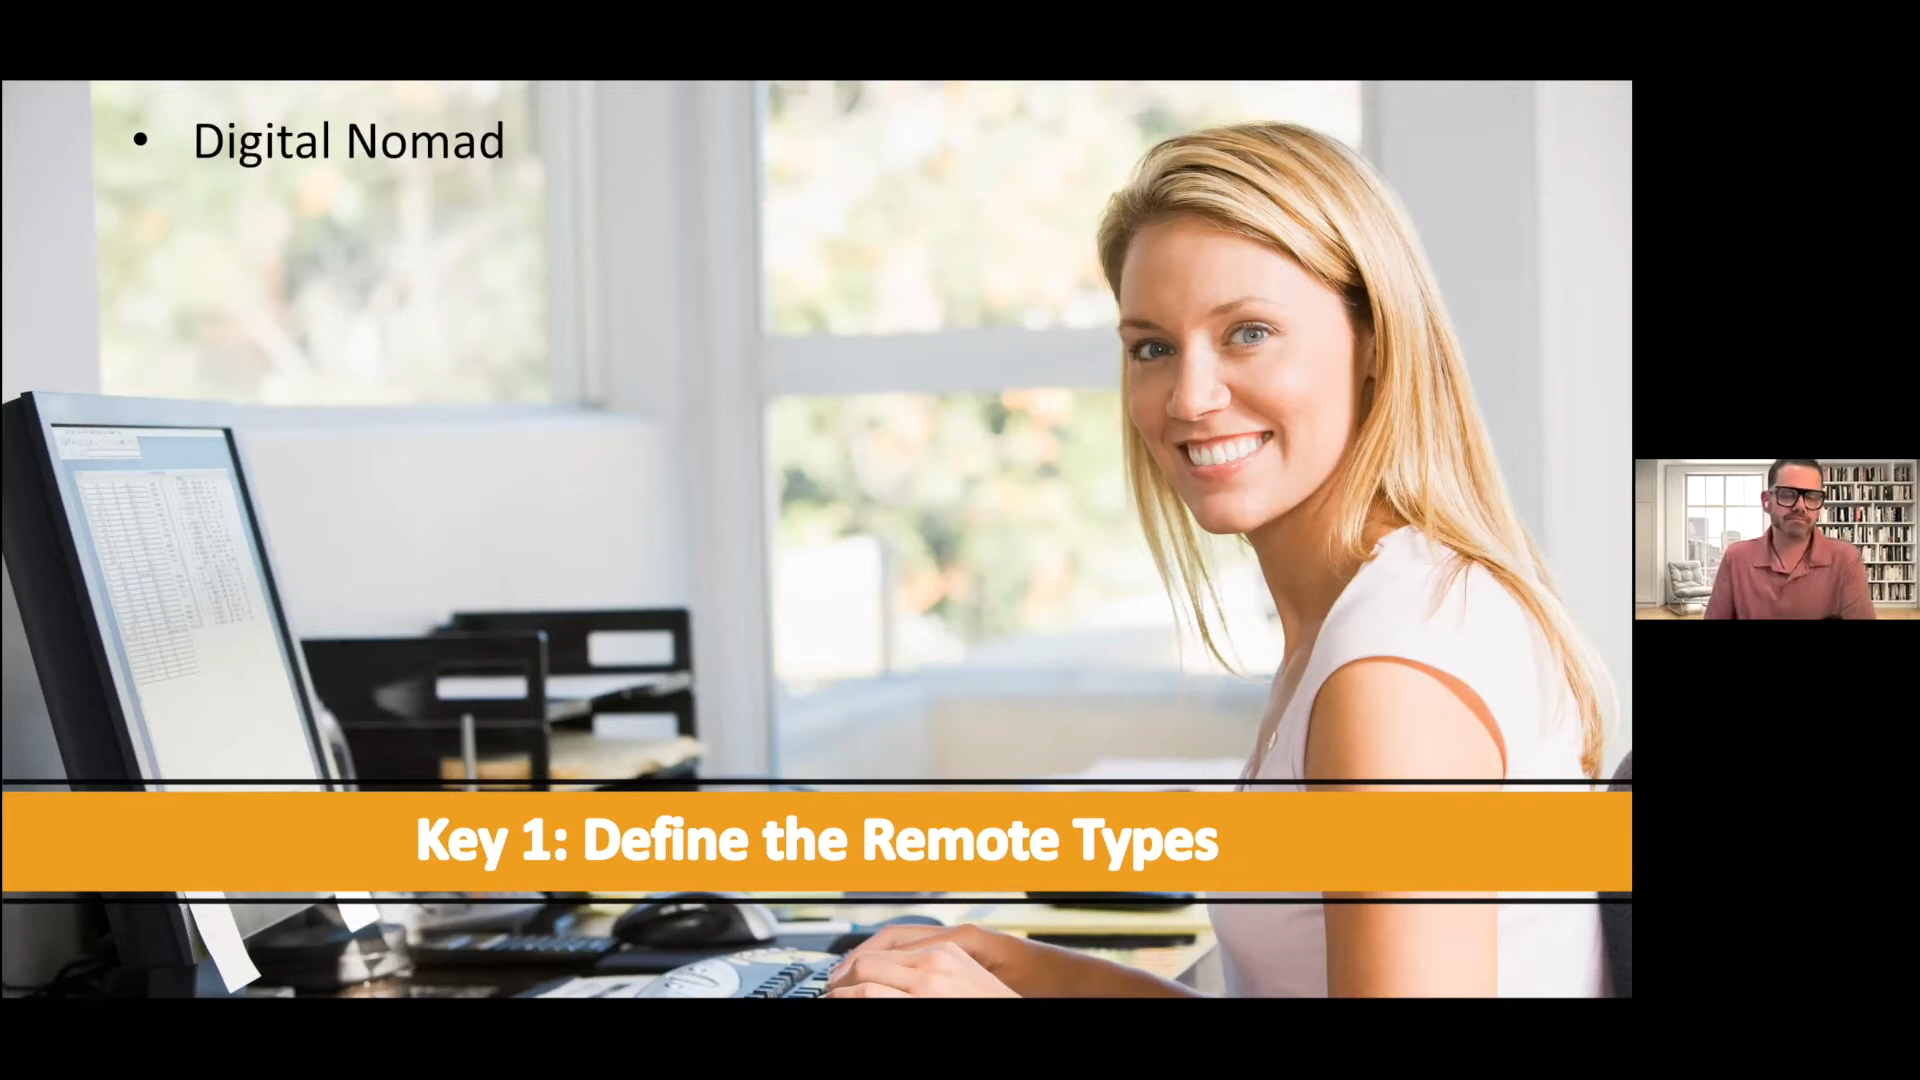 • Digital Nomad
Key 1: Define the Remote Types